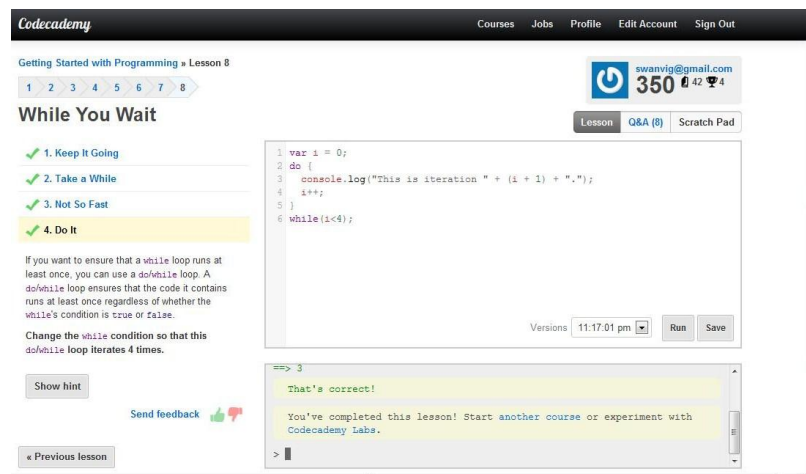 Codecademy
Courses Jobs Profile Edit Account Sign Out
Getting Started with Programming » Lesson 8
1 2 3 4 5 6 7 8
swanvig@gmail.com
350 42 4
While You Wait
Lesson Q&A (8) Scratch Pad
1. Keep It Going
2. Take a While
3. Not So Fast
4. Do It
If you want to ensure that a while loop runs at
least once, you can use a do/while loop. A
do/while loop ensures that the code it contains
runs at least once regardless of whether the
while's condition is true or false.
Change the while condition so that this
do/while loop iterates 4 times.
Show hint
Send feedback
« Previous lesson
1 var i = 0;
2 do {
3 console.log("This is iteration " + (i + 1) + ".");
4 i++;
5 }
6 while(i<4);
Versions 11:17:01 pm Run Save
==> 3
That's correct!
You've completed this lesson! Start another course or experiment with
Codecademy Labs.
>